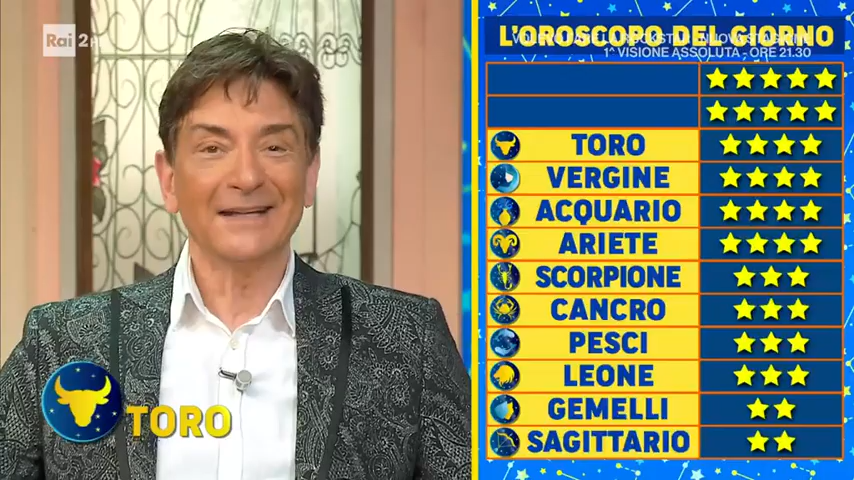 Rai 2
L'OROSCOPO DEL GIORNO
1ª VISIONE ASSOLUTA - ORE 21.30
TORO
VERGINE
ACQUARIO
ARIETE
SCORPIONE
CANCRO
PESCI
LEONE
GEMELLI
SAGITTARIO
TORO